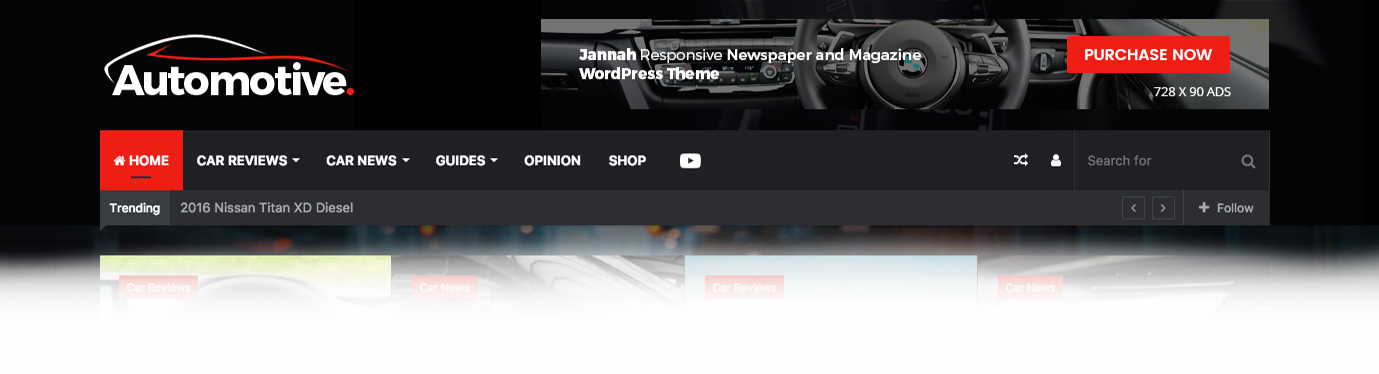 Automotive.
Jannah Responsive Newspaper and Magazine
WordPress Theme
PURCHASE NOW
728 X 90 ADS
HOME CAR REVIEWS CAR NEWS GUIDES OPINION SHOP Search for
Trending 2016 Nissan Titan XD Diesel Follow
Car Reviews Car News Car Reviews Car News